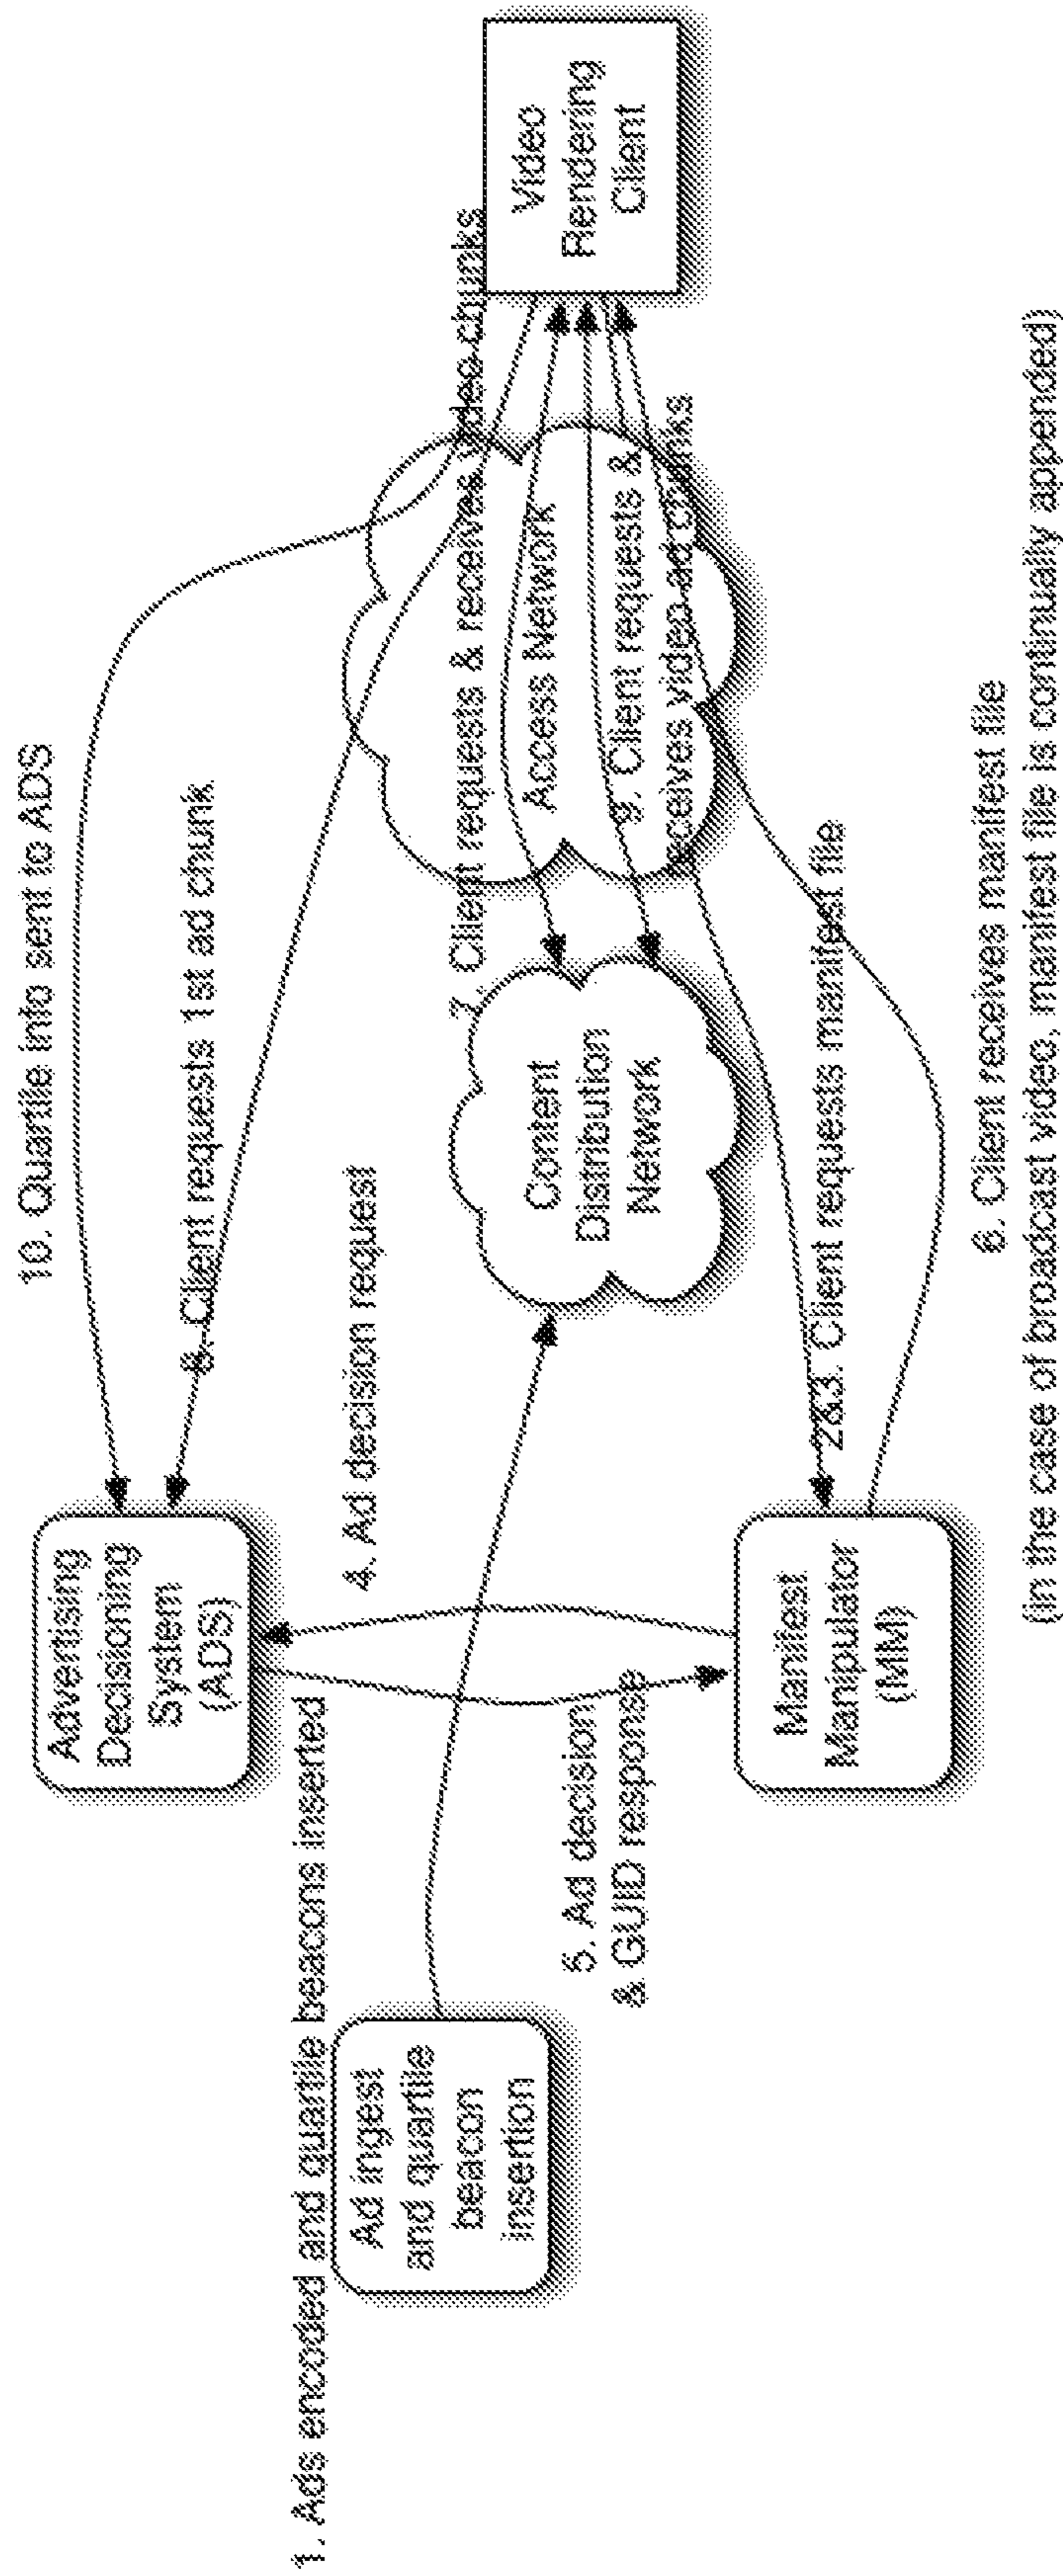 10. Quartile into sent to ADS
8. Client requests 1st ad chunk
Advertising
Decisioning
System
(ADS)
1. Ads encoded and quartile beacons inserted
4. Ad decision request
7. Client requests & receives video chunks
Video
Rendering
Client
Access Network
Ad ingest
and quartile
beacon
insertion
Content
Distribution
Network
9. Client requests &
receives video ad chunks
5. Ad decision
& GUID response
Manifest
Manipulator
(MM)
2&3. Client requests manifest file
6. Client receives manifest file
(in the case of broadcast video, manifest file is continually appended)